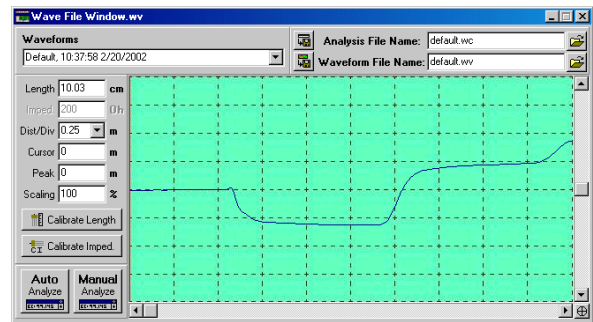 Wave File Window.wv
Waveforms
Default, 10:37:58 2/20/2002
Analysis File Name: default.wc
Waveform File Name: default.wv
Length 10.03 cm
Imped. 200 Oh
Dist/Div 0.25 m
Cursor 0 m
Peak 0 m
Scaling 100 %
Calibrate Length
CI Calibrate Imped.
Auto Analyze
Manual Analyze